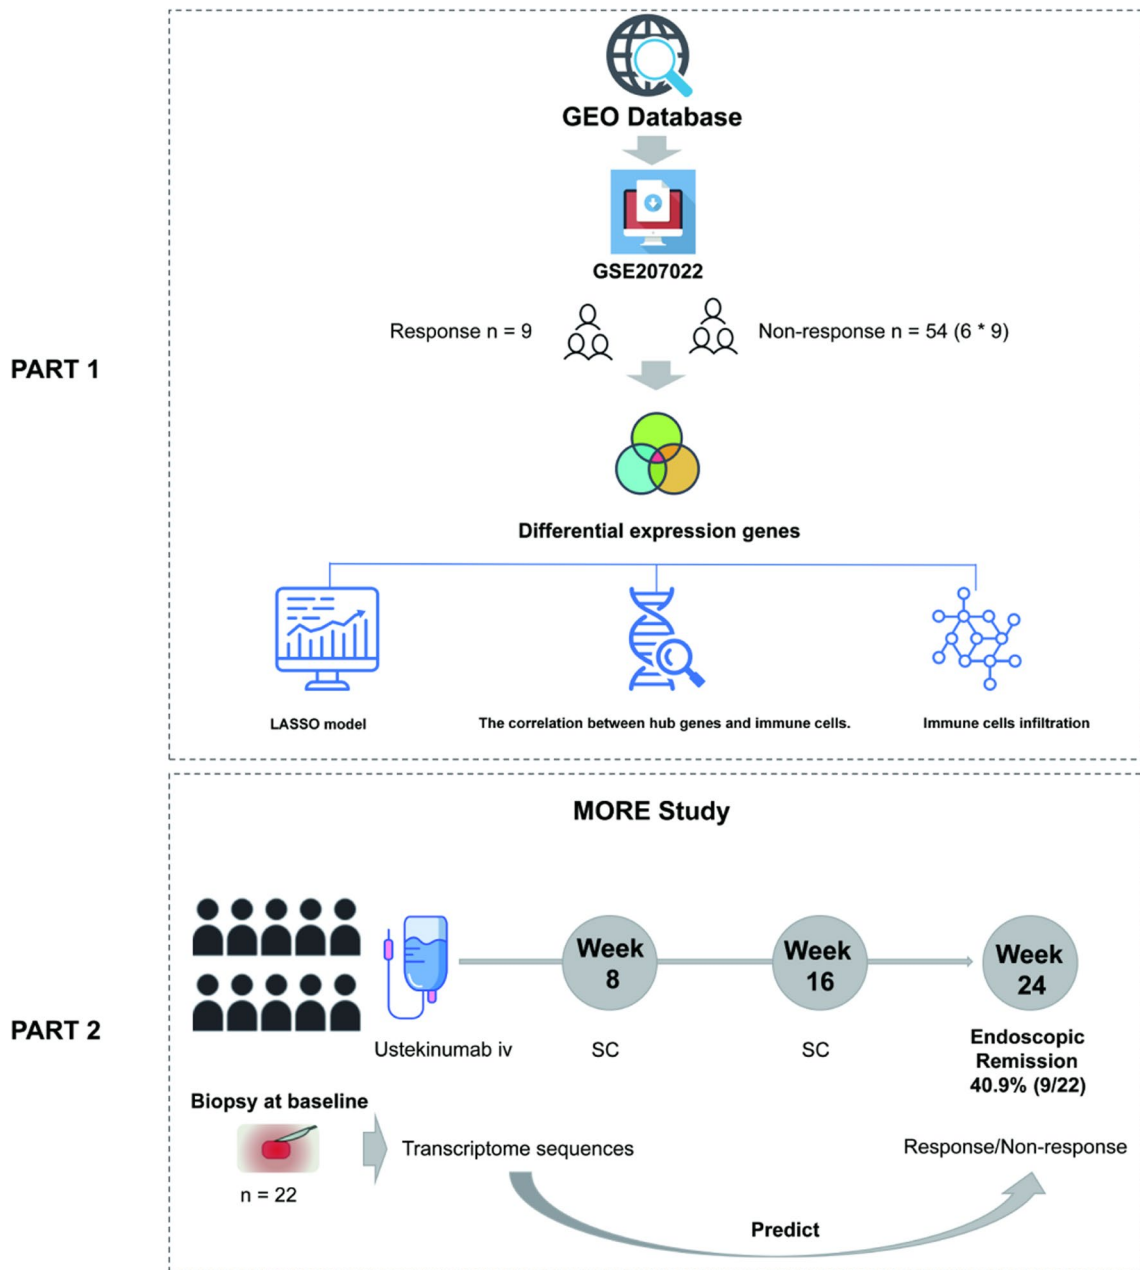 PART 1
GEO Database
GSE207022
Response n = 9
Non-response n = 54 (6 * 9)
Differential expression genes
LASSO model
The correlation between hub genes and immune cells.
Immune cells infiltration
PART 2
MORE Study
Week
8
Week
16
Week
24
Ustekinumab iv
SC
SC
Endoscopic
Remission
40.9% (9/22)
Biopsy at baseline
n = 22
Transcriptome sequences
Response/Non-response
Predict